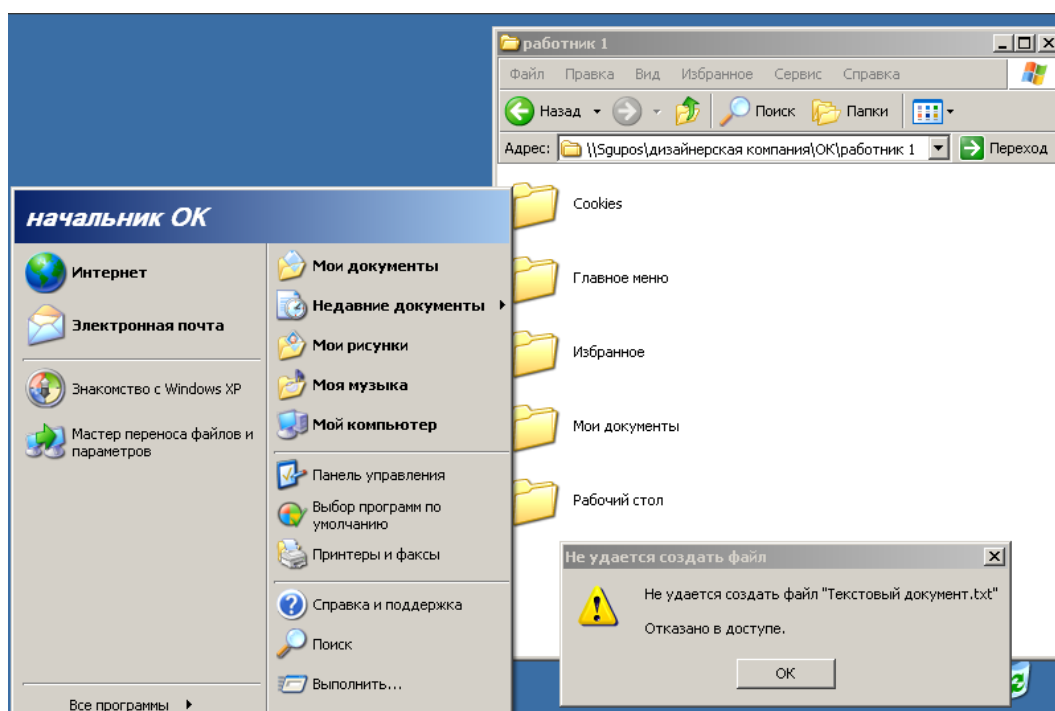 работник 1
Файл Правка Вид Избранное Сервис Справка
Назад Поиск Папки
Адрес: \\Sgupos\дизайнерская компания\ОК\работник 1 Переход
Cookies
Главное меню
Избранное
Мои документы
Рабочий стол
начальник ОК
Интернет
Электронная почта
Знакомство с Windows XP
Мастер переноса файлов и
параметров
Все программы
Мои документы
Недавние документы
Мои рисунки
Моя музыка
Мой компьютер
Панель управления
Выбор программ по
умолчанию
Принтеры и факсы
Справка и поддержка
Поиск
Выполнить...
Не удается создать файл
Не удается создать файл "Текстовый документ.txt"
Отказано в доступе.
ОК